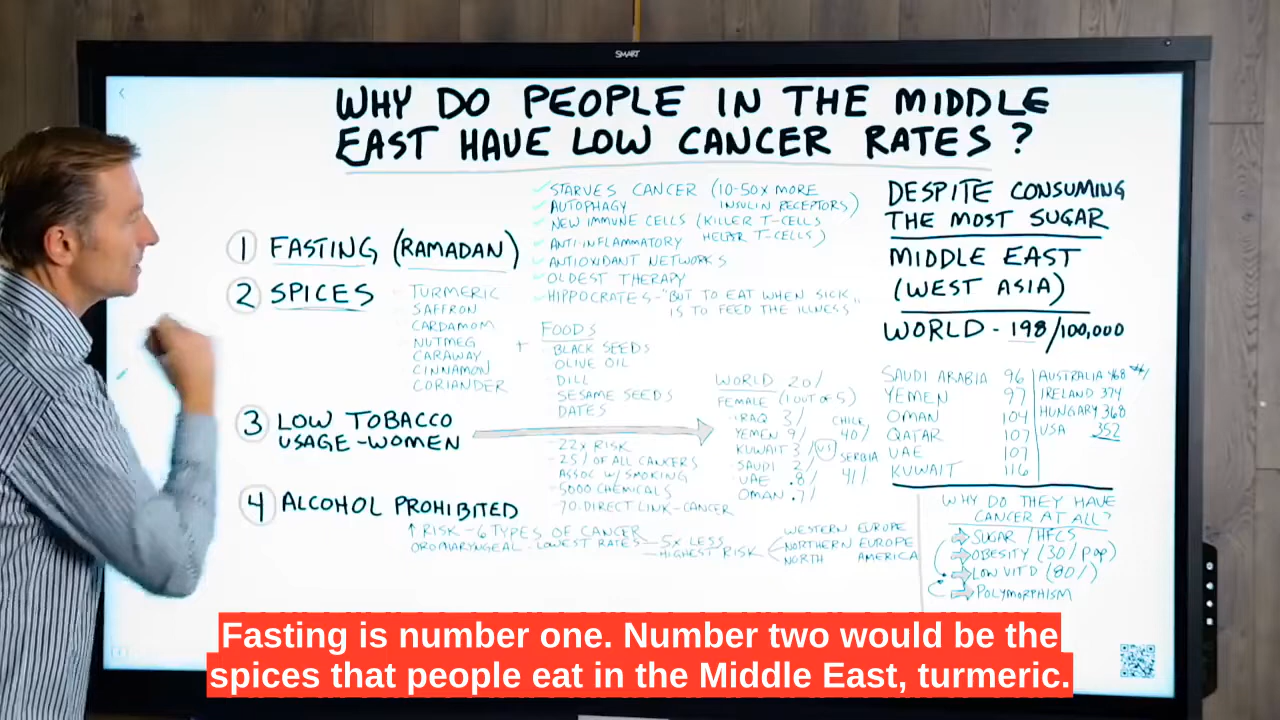 SMART
WHY DO PEOPLE IN THE MIDDLE
EAST HAVE LOW CANCER RATES?
STARVES CANCER (10-50X MORE
INSULIN RECEPTORS)
AUTOPHAGY
NEW IMMUNE CELLS (KILLER T-CELLS
HELPER T-CELLS)
ANTI-INFLAMMATORY
ANTIOXIDANT NETWORKS
OLDEST THERAPY
HIPPOCRATES-"BUT TO EAT WHEN SICK,
IS TO FEED THE ILLNESS
1 FASTING (RAMADAN)
2 SPICES
TURMERIC
SAFFRON
CARDAMOM
NUTMEG
CARAWAY
CINNAMON
CORIANDER
+
FOODS
BLACK SEEDS
OLIVE OIL
DILL
SESAME SEEDS
DATES
3 LOW TOBACCO
USAGE-WOMEN
-22X RISK
-25% OF ALL CANCERS
ASSOC W/SMOKING
-5000 CHEMICALS
-70-DIRECT LINK-CANCER
WORLD 20%
FEMALE (1 OUT OF 5)
-IRAQ 3%
YEMEN 9%
KUWAIT 3%
-SAUDI 2%
-UAE .8%
OMAN .7%
VS
CHILE
40%
SERBIA
41%
4 ALCOHOL PROHIBITED
↑ RISK-6 TYPES OF CANCER
OROPHARYNGEAL-LOWEST RATES-5X LESS
-HIGHEST RISK
WESTERN EUROPE
NORTHERN EUROPE
NORTH AMERICA
DESPITE CONSUMING
THE MOST SUGAR
MIDDLE EAST
(WEST ASIA)
WORLD - 198/100,000
SAUDI ARABIA 96
YEMEN 97
OMAN 104
QATAR 107
UAE 107
KUWAIT 116
AUSTRALIA 468
IRELAND 374
HUNGARY 368
USA 352
WHY DO THEY HAVE
CANCER AT ALL?
SUGAR/HFCS
OBESITY (30% POP)
LOW VIT D (80%)
POLYMORPHISM
Fasting is number one. Number two would be the
spices that people eat in the Middle East, turmeric.